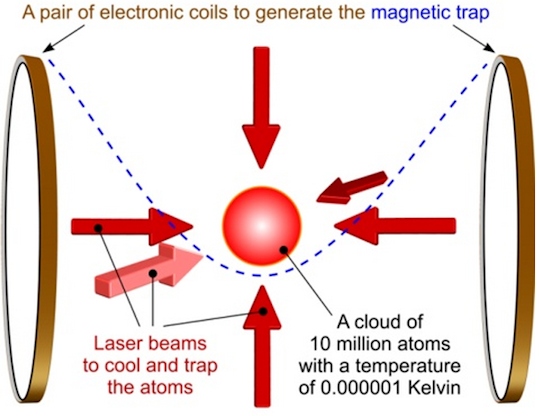 A pair of electronic coils to generate the magnetic trap
Laser beams
to cool and trap
the atoms
A cloud of
10 million atoms
with a temperature
of 0.000001 Kelvin